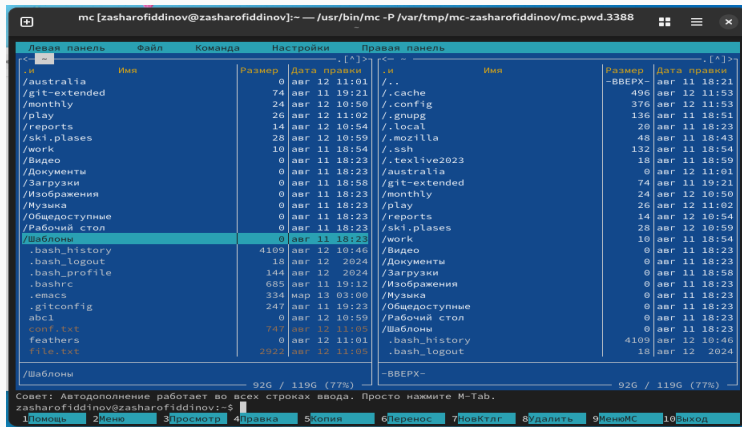 mc [zasharofiddinov@zasharofiddinov]:~ — /usr/bin/mc -P /var/tmp/mc-zasharofiddinov/mc.pwd.3388
Левая панель Файл Команда Настройки Правая панель
<— ~ .[^]> <— ~ .[^]>
.и Имя Размер Дата правки .и Имя Размер Дата правки
/australia 0 авг 12 11:01 /.. -ВВЕРХ- авг 11 18:21
/git-extended 74 авг 11 19:21 /.cache 496 авг 12 11:53
/monthly 24 авг 12 10:50 /.config 376 авг 12 11:53
/play 26 авг 12 11:02 /.gnupg 136 авг 11 18:51
/reports 14 авг 12 10:54 /.local 20 авг 11 18:23
/ski.plases 28 авг 12 10:59 /.mozilla 48 авг 11 18:43
/work 10 авг 11 18:54 /.ssh 132 авг 11 18:54
/Видео 0 авг 11 18:23 /.texlive2023 18 авг 11 18:59
/Документы 0 авг 11 18:23 /australia 0 авг 12 11:01
/Загрузки 0 авг 11 18:58 /git-extended 74 авг 11 19:21
/Изображения 0 авг 11 18:23 /monthly 24 авг 12 10:50
/Музыка 0 авг 11 18:23 /play 26 авг 12 11:02
/Общедоступные 0 авг 11 18:23 /reports 14 авг 12 10:54
/Рабочий стол 0 авг 11 18:23 /ski.plases 28 авг 12 10:59
/Шаблоны 0 авг 11 18:23 /work 10 авг 11 18:54
.bash_history 4109 авг 12 10:46 /Видео 0 авг 11 18:23
.bash_logout 18 авг 12 2024 /Документы 0 авг 11 18:23
.bash_profile 144 авг 12 2024 /Загрузки 0 авг 11 18:58
.bashrc 685 авг 11 19:12 /Изображения 0 авг 11 18:23
.emacs 334 мар 13 03:00 /Музыка 0 авг 11 18:23
.gitconfig 247 авг 11 19:23 /Общедоступные 0 авг 11 18:23
abc1 0 авг 12 10:59 /Рабочий стол 0 авг 11 18:23
conf.txt 747 авг 12 11:05 /Шаблоны 0 авг 11 18:23
feathers 0 авг 12 11:01 .bash_history 4109 авг 12 10:46
file.txt 2922 авг 12 11:05 .bash_logout 18 авг 12 2024
/Шаблоны -ВВЕРХ-
92G / 119G (77%) 92G / 119G (77%)
Совет: Автодополнение работает во всех строках ввода. Просто нажмите M-Tab.
zasharofiddinov@zasharofiddinov:~$
1Помощь 2Меню 3Просмотр 4Правка 5Копия 6Перенос 7НовКтлг 8Удалить 9МенюМС 10Выход